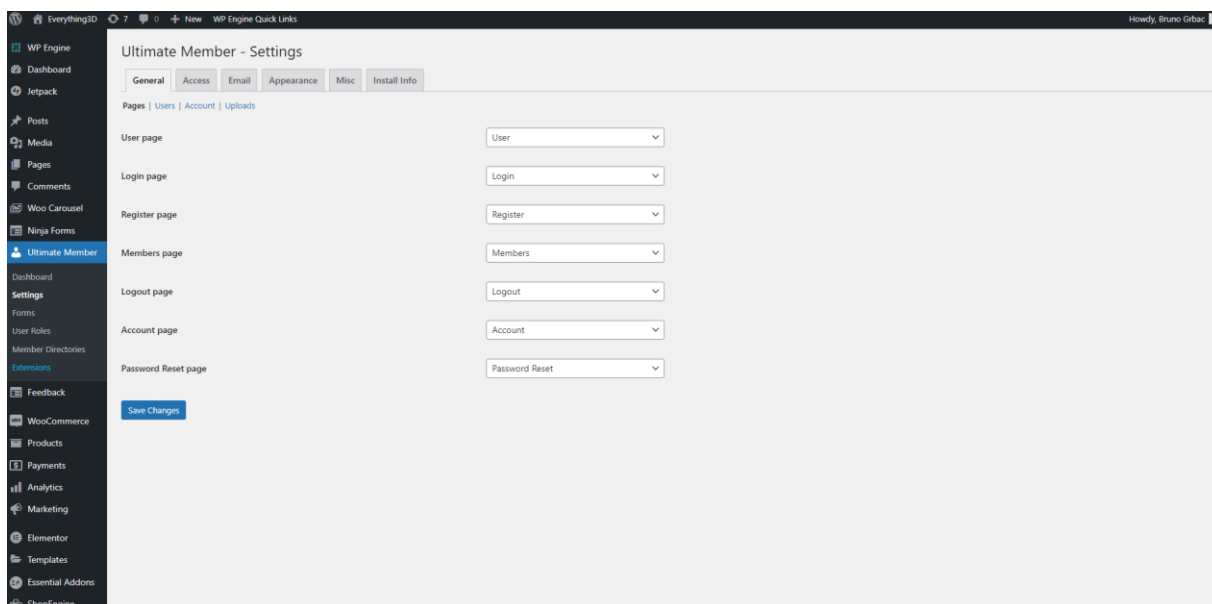 Everything3D 7 0 + New WP Engine Quick Links Howdy, Bruno Grbac
WP Engine
Dashboard
Jetpack
Posts
Media
Pages
Comments
Woo Carousel
Ninja Forms
Ultimate Member
Dashboard
Settings
Forms
User Roles
Member Directories
Extensions
Feedback
WooCommerce
Products
Payments
Analytics
Marketing
Elementor
Templates
Essential Addons
ShopEngine
Ultimate Member - Settings
General Access Email Appearance Misc Install Info
Pages | Users | Account | Uploads
User page User
Login page Login
Register page Register
Members page Members
Logout page Logout
Account page Account
Password Reset page Password Reset
Save Changes